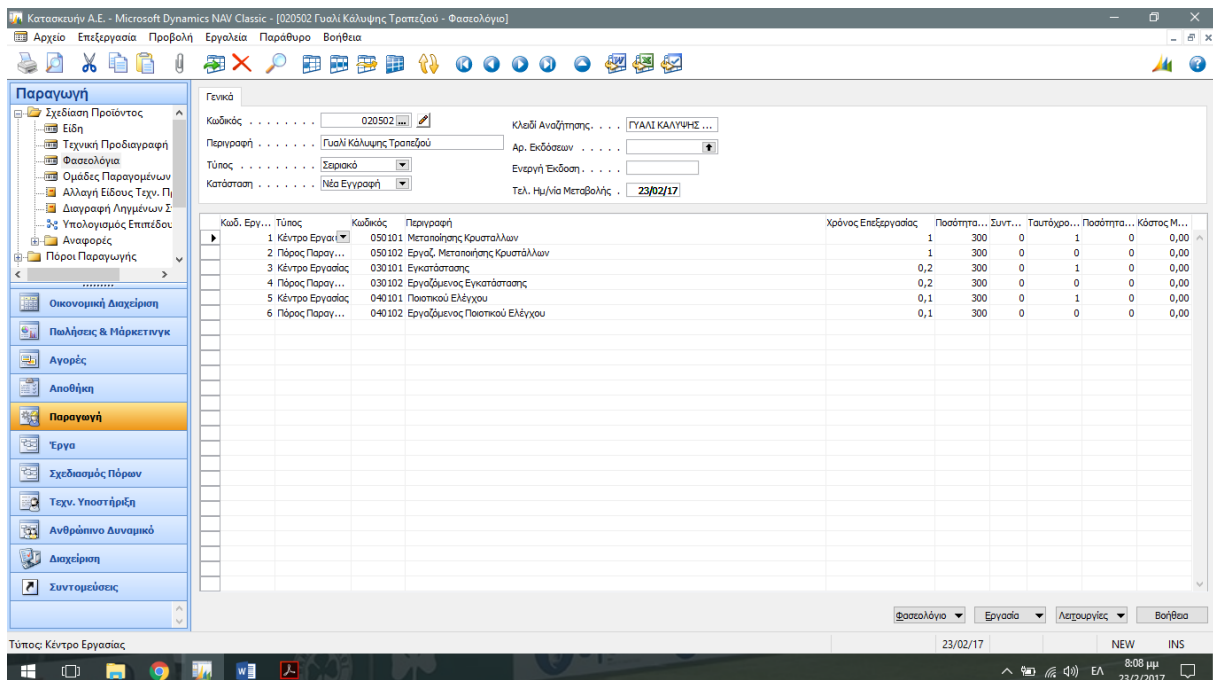 Κατασκευήν Α.Ε. - Microsoft Dynamics NAV Classic - [020502 Γυαλί Κάλυψης Τραπεζιού - Φασεολόγιο]
Αρχείο Επεξεργασία Προβολή Εργαλεία Παράθυρο Βοήθεια
Παραγωγή
Σχεδίαση Προϊόντος
Είδη
Τεχνική Προδιαγραφή
Φασεολόγια
Ομάδες Παραγομένων
Αλλαγή Είδους Τεχν. Πρ
Διαγραφή Ληγμένων Σ
Υπολογισμός Επιπέδου
Αναφορές
Πόροι Παραγωγής
Οικονομική Διαχείριση
Πωλήσεις & Μάρκετινγκ
Αγορές
Αποθήκη
Παραγωγή
Έργα
Σχεδιασμός Πόρων
Τεχν. Υποστήριξη
Ανθρώπινο Δυναμικό
Διαχείριση
Συντομεύσεις
Γενικά
Κωδικός . . . . . . . . 020502 ...
Περιγραφή . . . . . . . Γυαλί Κάλυψης Τραπεζιού
Τύπος . . . . . . . . . Σειριακό
Κατάσταση . . . . . . . Νέα Εγγραφή
Κλειδί Αναζήτησης. . . . ΓΥΑΛΙ ΚΑΛΥΨΗΣ ...
Αρ. Εκδόσεων . . . . .
Ενεργή Έκδοση . . . . .
Τελ. Ημ/νία Μεταβολής . 23/02/17
Κωδ. Εργ... Τύπος Κωδικός Περιγραφή Χρόνος Επεξεργασίας Ποσότητα... Συντ... Ταυτόχρο... Ποσότητα... Κόστος Μ...
1 Κέντρο Εργασ 050101 Μεταποίησης Κρυσταλλων 1 300 0 1 0 0,00
2 Πόρος Παραγ... 050102 Εργαζ. Μεταποιήσης Κρυστάλλων 1 300 0 0 0 0,00
3 Κέντρο Εργασίας 030101 Εγκατάστασης 0,2 300 0 1 0 0,00
4 Πόρος Παραγ... 030102 Εργαζόμενος Εγκατάστασης 0,2 300 0 0 0 0,00
5 Κέντρο Εργασίας 040101 Ποιοτικού Ελέγχου 0,1 300 0 1 0 0,00
6 Πόρος Παραγ... 040102 Εργαζόμενος Ποιοτικού Ελέγχου 0,1 300 0 0 0 0,00
Φασεολόγιο Εργασία Λειτουργίες Βοήθεια
Τύπος: Κέντρο Εργασίας 23/02/17 NEW INS
ΕΛ 8:08 μμ
23/2/2017